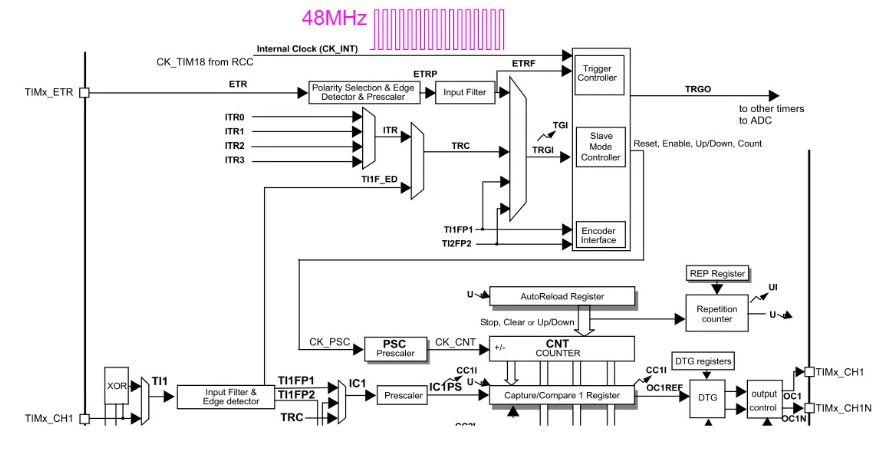 48MHz
Internal Clock (CK_INT)
CK_TIM18 from RCC
Trigger
Controller
ETRF
ETRP
ETR
TIMx_ETR
Polarity Selection & Edge
Detector & Prescaler
Input Filter
TRGO
to other timers
to ADC
ITR0
ITR1
ITR2
ITR3
ITR
TRC
TI1F_ED
TGI
TRGI
Slave
Mode
Controller
Reset, Enable, Up/Down, Count
TI1FP1
TI2FP2
Encoder
Interface
REP Register
UI
U
AutoReload Register
Repetition
counter
U
Stop, Clear or Up/Down
CK_PSC
PSC
Prescaler
CK_CNT
+/-
CNT
COUNTER
DTG registers
XOR
TI1
Input Filter &
Edge detector
TI1FP1
TI1FP2
TRC
IC1
Prescaler
IC1PS
CC1I
U
Capture/Compare 1 Register
CC1I
OC1REF
DTG
output
control
OC1
OC1N
TIMx_CH1
TIMx_CH1N
TIMx_CH1